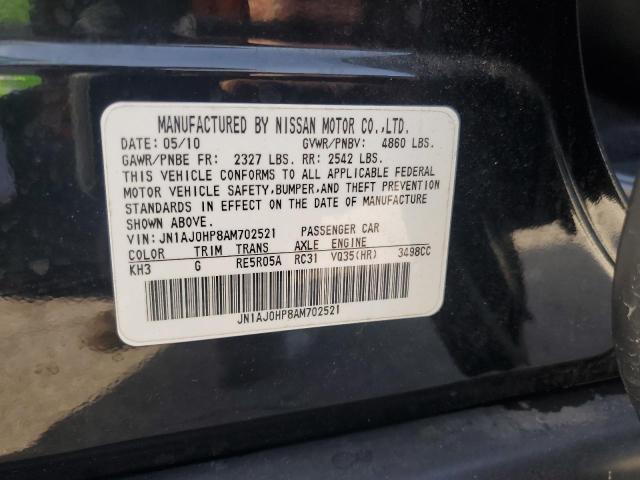 MANUFACTURED BY NISSAN MOTOR CO.,LTD.
DATE: 05/10 GVWR/PNBV: 4860 LBS.
GAWR/PNBE FR: 2327 LBS. RR: 2542 LBS.
THIS VEHICLE CONFORMS TO ALL APPLICABLE FEDERAL
MOTOR VEHICLE SAFETY,BUMPER,AND THEFT PREVENTION
STANDARDS IN EFFECT ON THE DATE OF MANUFACTURE
SHOWN ABOVE.
VIN: JN1AJ0HP8AM702521 PASSENGER CAR
COLOR TRIM TRANS AXLE ENGINE
KH3 G RE5R05A RC31 VQ35(HR) 3498CC
JN1AJ0HP8AM702521